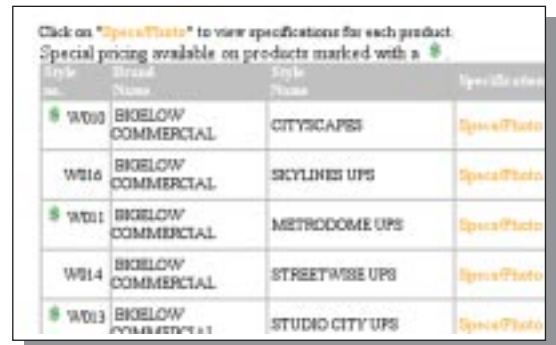 Click on "Specs/Photo" to view specifications for each product.
Special pricing available on products marked with a $ .
Style no. Brand Name Style Name Specification
$ W010 BIGELOW COMMERCIAL CITYSCAPES Specs/Photo
W016 BIGELOW COMMERCIAL SKYLINES UPS Specs/Photo
$ W011 BIGELOW COMMERCIAL METRODOME UPS Specs/Photo
W014 BIGELOW COMMERCIAL STREETWISE UPS Specs/Photo
$ W013 BIGELOW COMMERCIAL STUDIO CITY UPS Specs/Photo